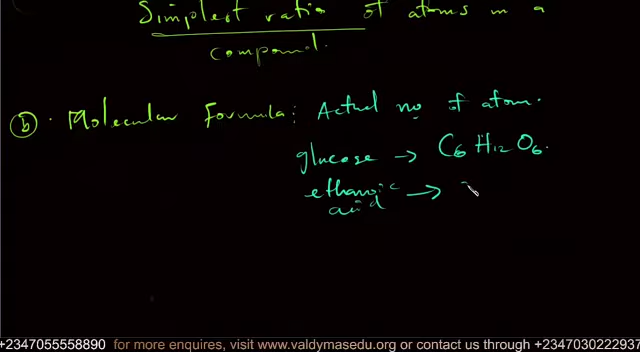 Simplest ratio of atoms in a
compound.
(b). Molecular Formula: Actual no of atom.
glucose → C6 H12 O6.
ethanoic acid →
+2347055558890 for more enquires, visit www.valdymasedu.org or contact us through +2347030222937